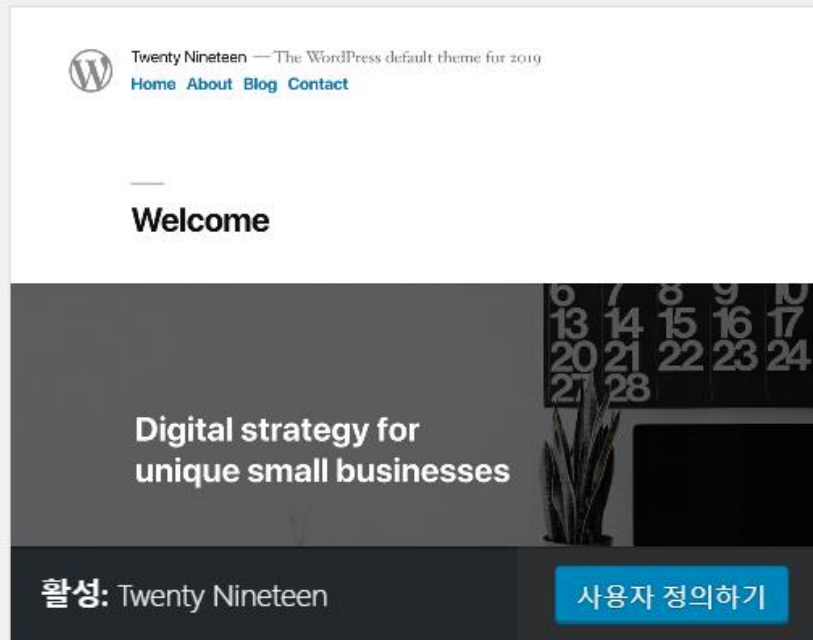 Twenty Nineteen — The WordPress default theme for 2019
Home About Blog Contact
Welcome
6 7 8 9 10
13 14 15 16 17
20 21 22 23 24
27 28
Digital strategy for
unique small businesses
활성: Twenty Nineteen
사용자 정의하기